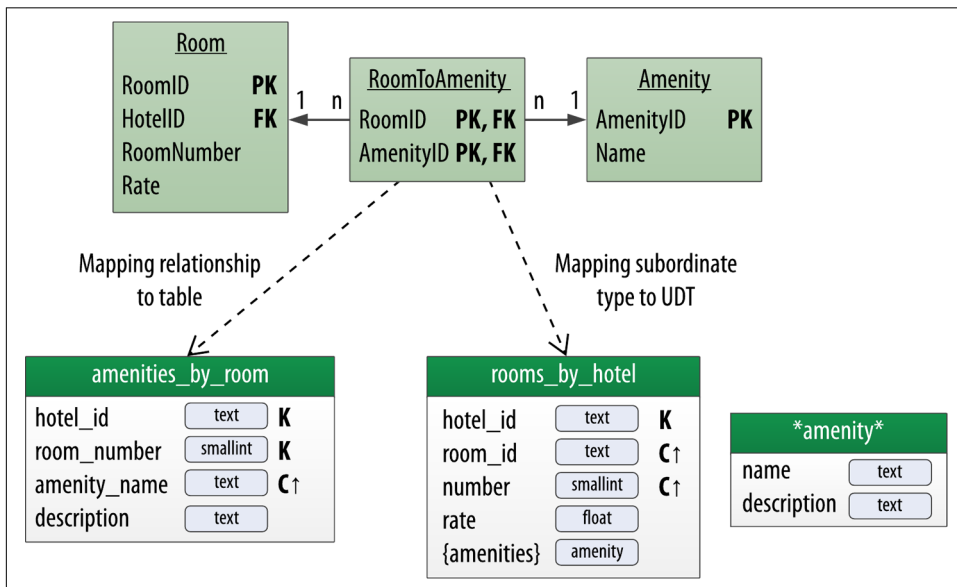 Room
RoomID PK
HotelID FK
RoomNumber
Rate
1 n
RoomToAmenity
RoomID PK, FK
AmenityID PK, FK
n 1
Amenity
AmenityID PK
Name
Mapping relationship
to table
Mapping subordinate
type to UDT
amenities_by_room
hotel_id text K
room_number smallint K
amenity_name text C↑
description text
rooms_by_hotel
hotel_id text K
room_id text C↑
number smallint C↑
rate float
{amenities} amenity
*amenity*
name text
description text